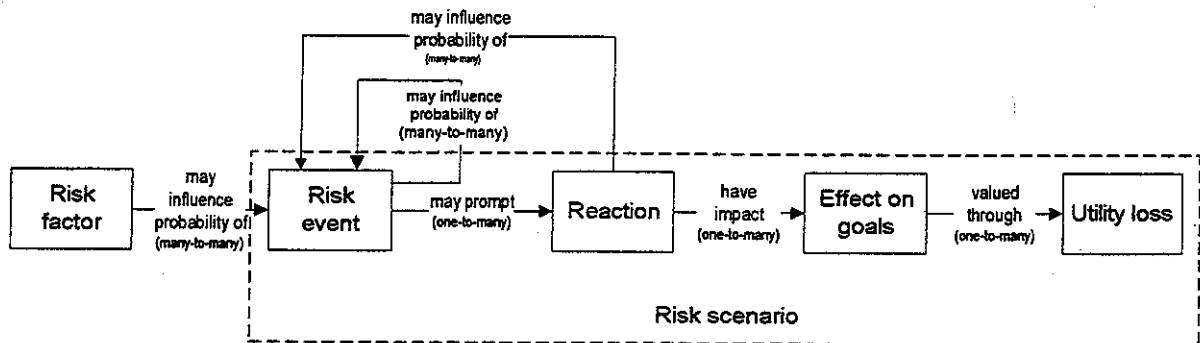 may influence
probability of
(many-to-many)
may influence
probability of
(many-to-many)
Risk
factor
may
influence
probability of
(many-to-many)
Risk
event
may prompt
(one-to-many)
Reaction
have
impact
(one-to-many)
Effect on
goals
valued
through
(one-to-many)
Utility loss
Risk scenario